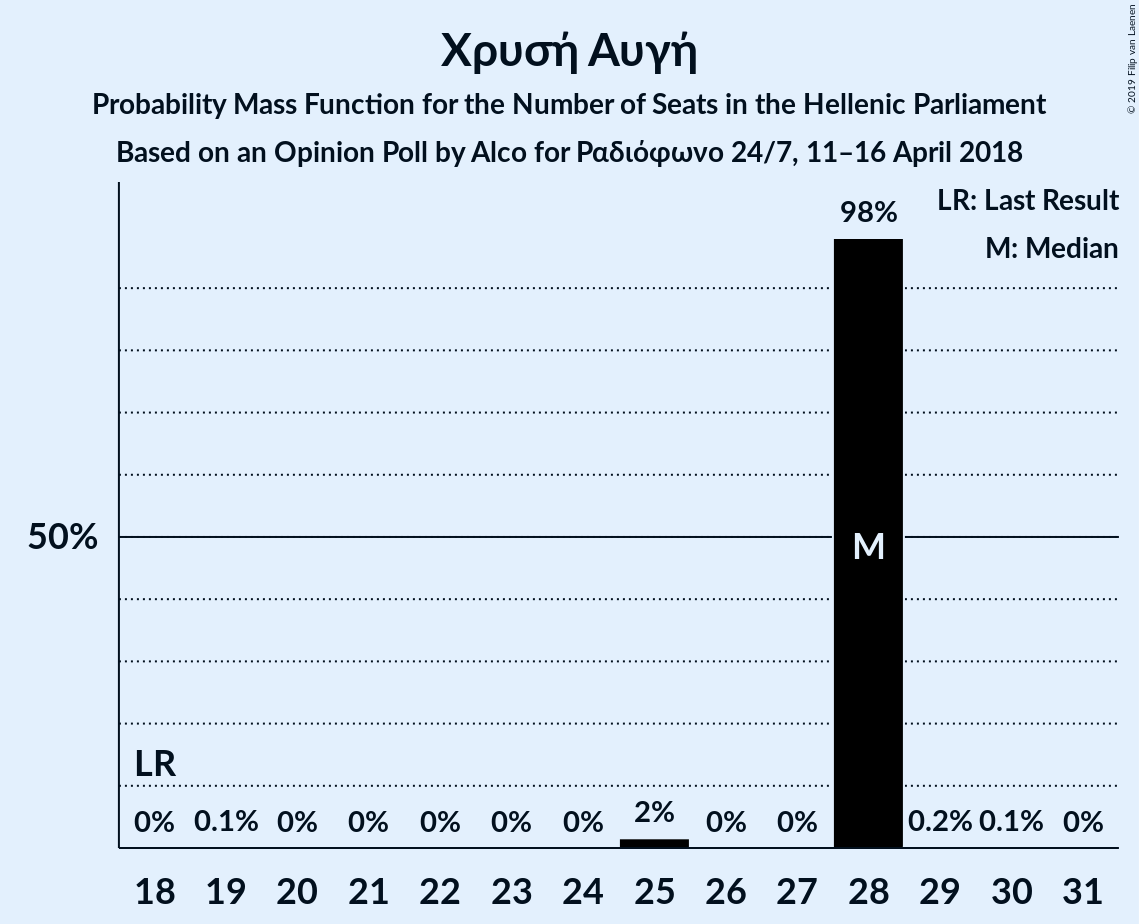 Χρυσή Αυγή
Probability Mass Function for the Number of Seats in the Hellenic Parliament
Based on an Opinion Poll by Alco for Ραδιόφωνο 24/7, 11–16 April 2018
© 2019 Filip van Laenen
LR: Last Result
M: Median
98%
50%
M
LR
0% 0.1% 0% 0% 0% 0% 0% 2% 0% 0% 0.2% 0.1% 0%
18 19 20 21 22 23 24 25 26 27 28 29 30 31